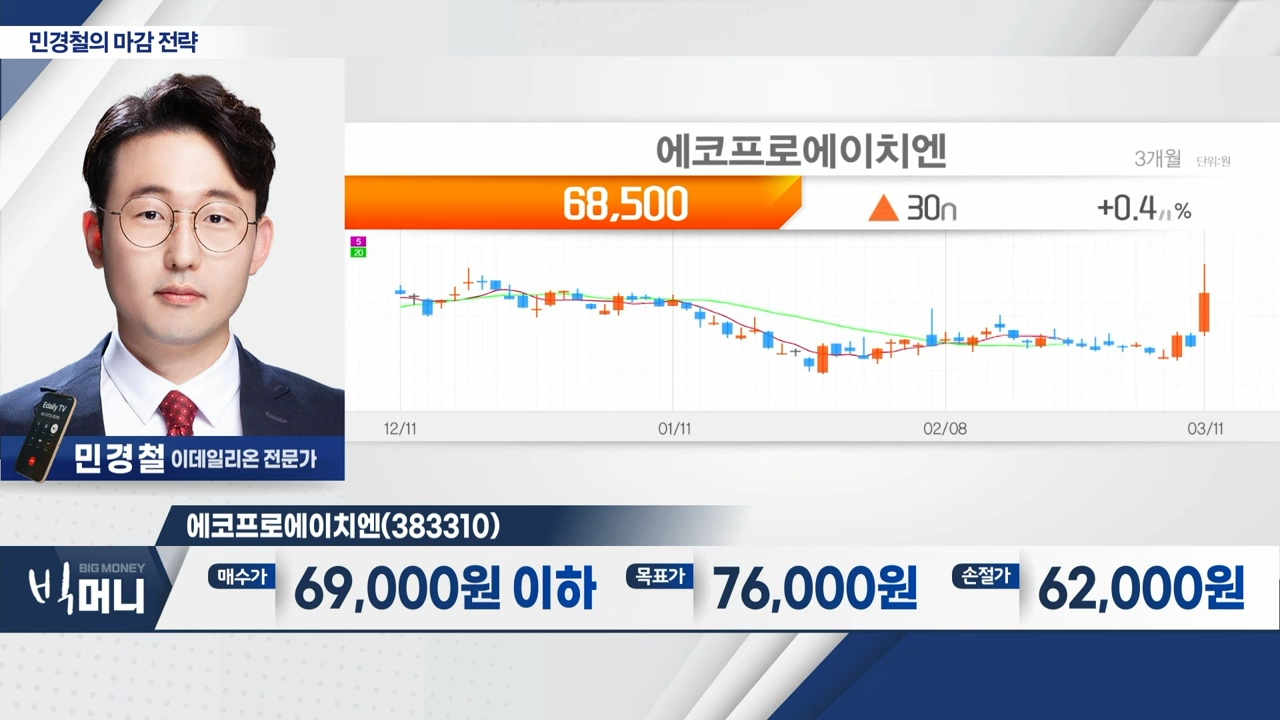 민경철의 마감 전략
에코프로에이치엔
3개월 단위:원
68,500
▲ 30
+0.4 %
5
20
12/11 01/11 02/08 03/11
Edaily TV
민경철 이데일리온 전문가
에코프로에이치엔(383310)
BIG MONEY
빅머니
매수가 69,000원 이하 목표가 76,000원 손절가 62,000원